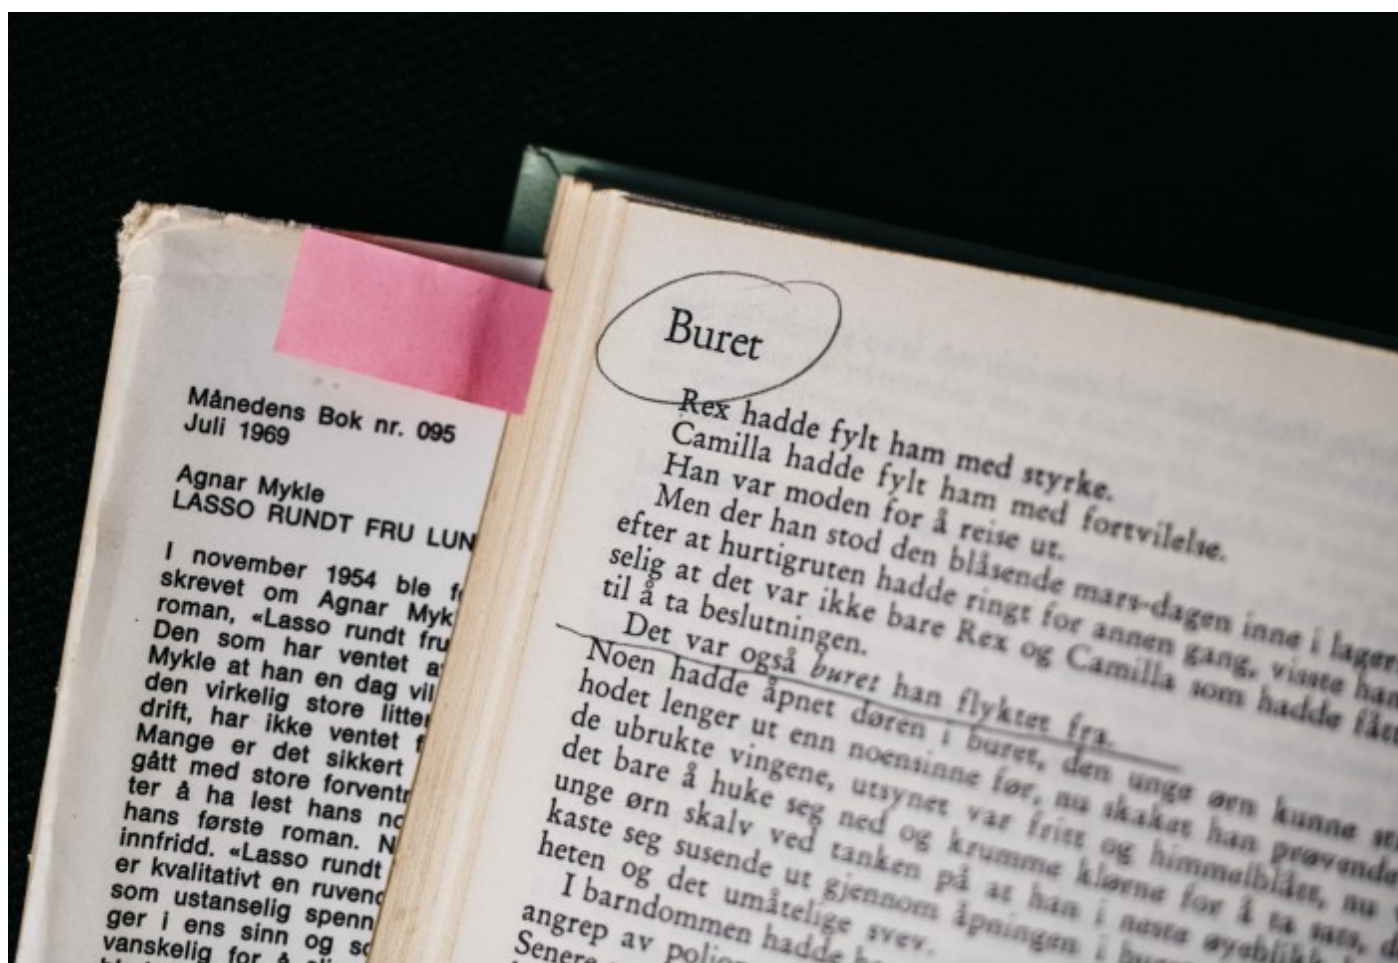 Månedens Bok nr. 095
Juli 1969
Agnar Mykle
LASSO RUNDT FRU LUN
I november 1954 ble
skrevet om Agnar Myk
roman, «Lasso rundt fru
Den som har ventet
Mykle at han en dag vil
den virkelig store litter
drift, har ikke ventet
Mange er det sikkert
gått med store forventn
ter å ha lest hans no
hans første roman. N
innfridd. «Lasso rundt
er kvalitativt en ruvend
som ustanselig spenn
ger i ens sinn og so
vanskelig for å
Buret
Rex hadde fylt ham med styrke.
Camilla hadde fylt ham med fortvilelse.
Han var moden for å reise ut.
Men der han stod den blåsende mars-dagen inne i lager
efter at hurtigruten hadde ringt for annen gang, visste han
selig at det var ikke bare Rex og Camilla som hadde fått
til å ta beslutningen.
Det var også buret han flyktet fra.
Noen hadde åpnet døren i buret, den unge ørn kunne
hodet lenger ut enn noensinne før, nu skaket han prøvende
de ubrukte vingene, utsynet var fritt og himmelblått, nu
det bare å huke seg ned og krumme klørne for å ta sats,
unge ørn skalv ved tanken på at han i neste øyeblikk
kaste seg susende ut gjennom åpningen i
heten og det umåtelige svev.
I barndommen hadde
angrep av
Senere